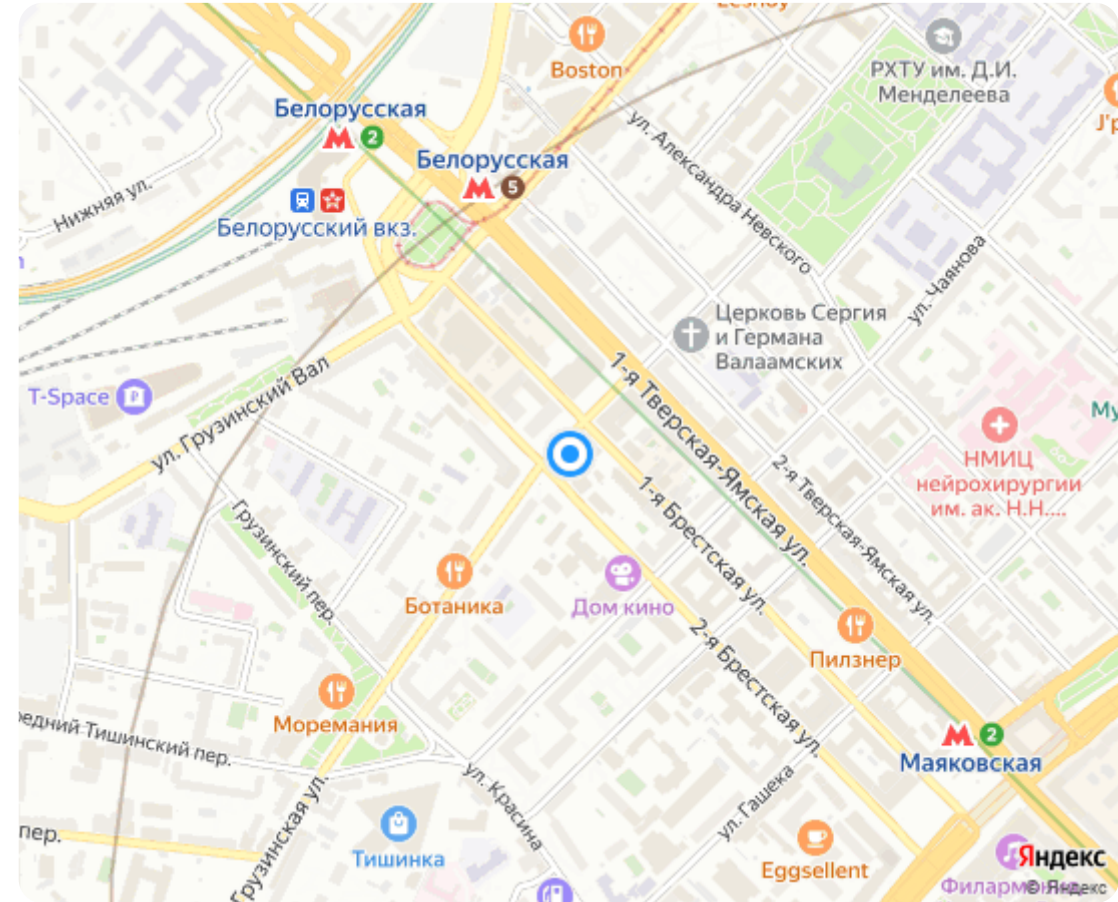 Boston
РХТУ им. Д.И.
Менделеева
Белорусская
2
Белорусская
5
ул. Александра Невского
Нижняя ул.
Белорусский вкз.
ул. Чаянова
Церковь Сергия
и Германа
Валаамских
T-Space
ул. Грузинский Вал
1-я Тверская-Ямская ул.
2-я Тверская-Ямская ул.
НМИЦ
нейрохирургии
им. ак. Н.Н....
1-я Брестская ул.
Грузинский пер.
Ботаника
Дом кино
2-я Брестская ул.
Пилзнер
Моремания
едний Тишинский пер.
2
Маяковская
ул. Красина
ул. Гашека
пер.
Тишинка
Грузинская ул.
Eggsellent
Яндекс
© Яндекс